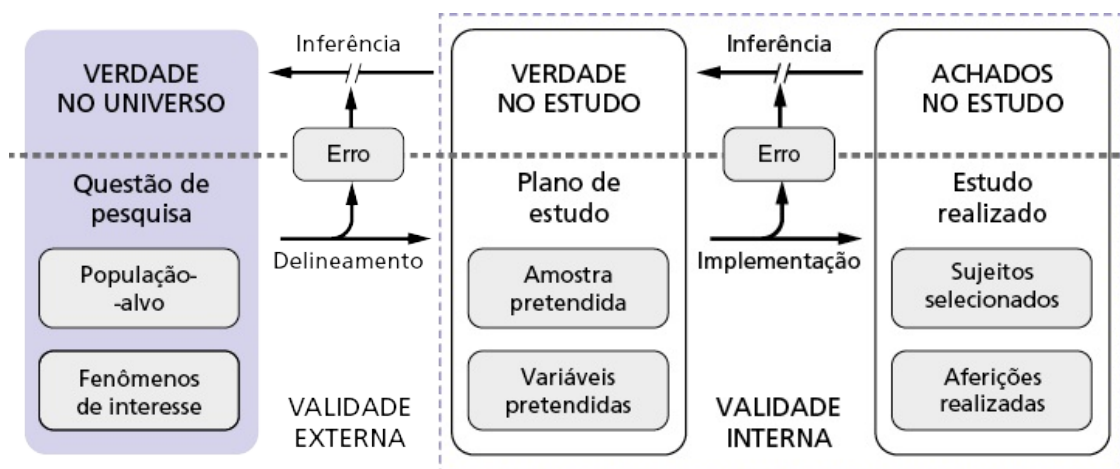 Inferência
Inferência
VERDADE
NO UNIVERSO
VERDADE
NO ESTUDO
ACHADOS
NO ESTUDO
Erro
Erro
Questão de
pesquisa
Plano de
estudo
Estudo
realizado
Delineamento
Implementação
População-
-alvo
Amostra
pretendida
Sujeitos
selecionados
Fenômenos
de interesse
Variáveis
pretendidas
Aferições
realizadas
VALIDADE
EXTERNA
VALIDADE
INTERNA